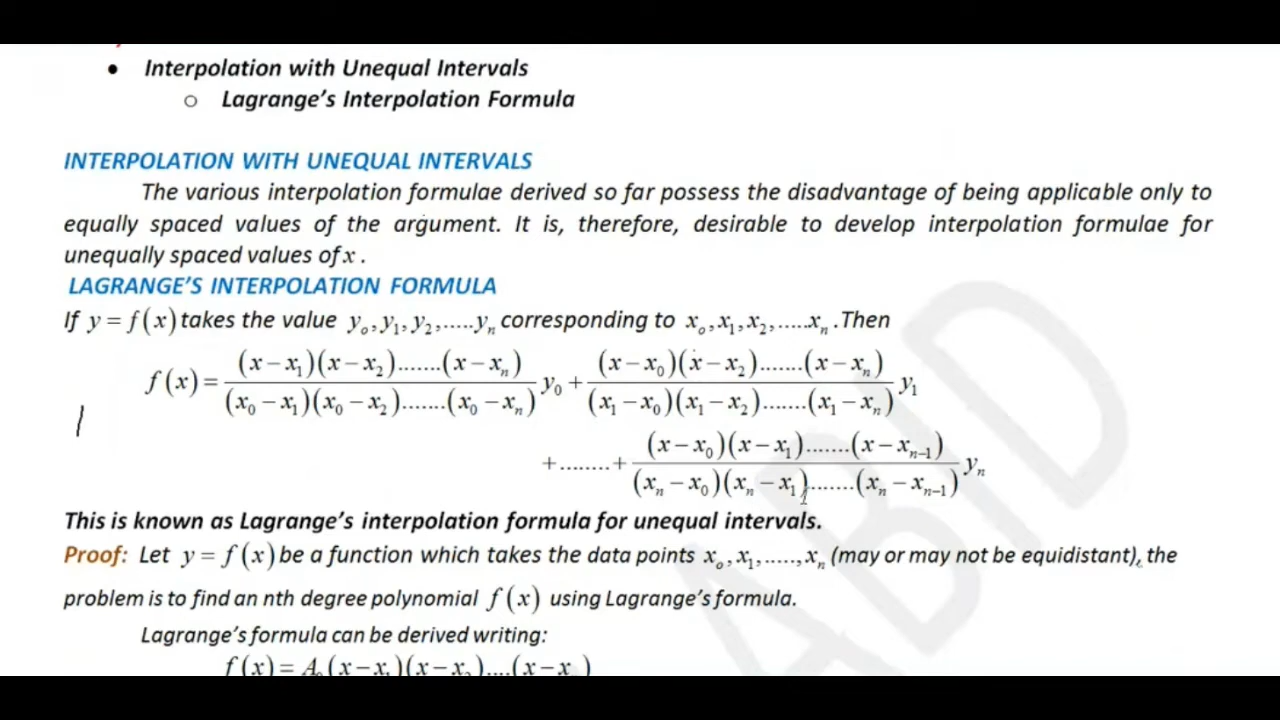 • Interpolation with Unequal Intervals
o Lagrange's Interpolation Formula
INTERPOLATION WITH UNEQUAL INTERVALS
The various interpolation formulae derived so far possess the disadvantage of being applicable only to
equally spaced values of the argument. It is, therefore, desirable to develop interpolation formulae for
unequally spaced values of x .
LAGRANGE'S INTERPOLATION FORMULA
If y = f(x) takes the value y₀, y₁, y₂,.....yₙ corresponding to x₀, x₁, x₂,.....xₙ. Then
f(x) = (x−x₁)(x−x₂).......(x−xₙ) / (x₀−x₁)(x₀−x₂).......(x₀−xₙ) y₀ + (x−x₀)(x−x₂).......(x−xₙ) / (x₁−x₀)(x₁−x₂).......(x₁−xₙ) y₁
+........+ (x−x₀)(x−x₁).......(x−xₙ₋₁) / (xₙ−x₀)(xₙ−x₁).......(xₙ−xₙ₋₁) yₙ
This is known as Lagrange's interpolation formula for unequal intervals.
Proof: Let y = f(x) be a function which takes the data points x₀, x₁,....., xₙ (may or may not be equidistant), the
problem is to find an nth degree polynomial f(x) using Lagrange's formula.
Lagrange's formula can be derived writing:
f(x) = A₀(x−x₁)(x−x₂)....(x−x )
ABID